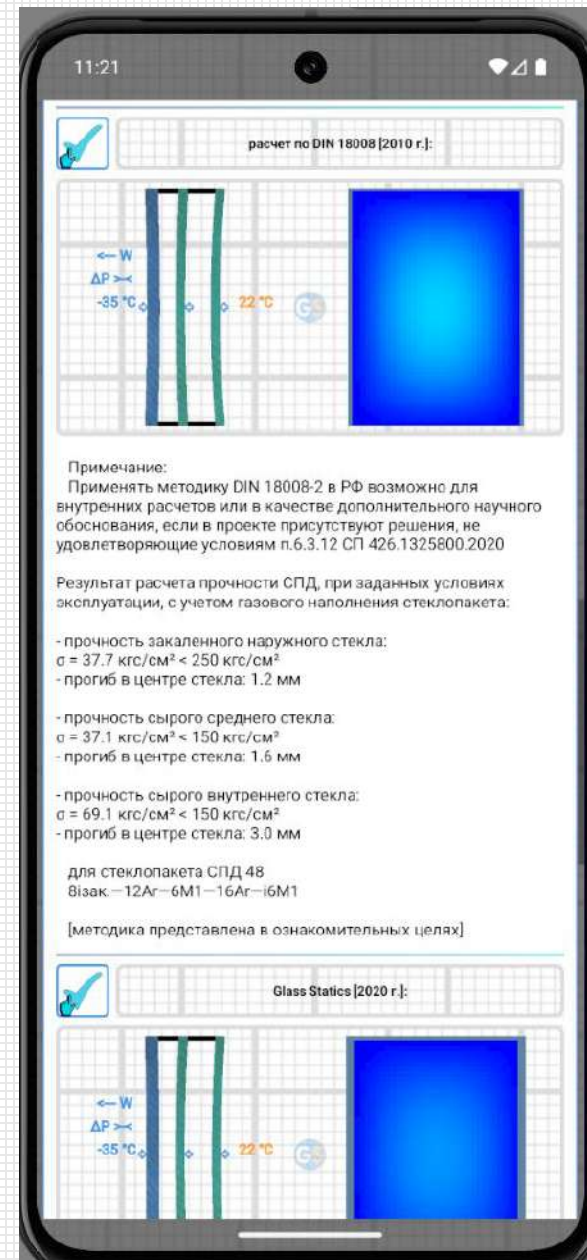 11:21
расчет по DIN 18008 [2010 г.]:
<– W
ΔP ><
-35 °C
22 °C
GS
Примечание:
Применять методику DIN 18008-2 в РФ возможно для
внутренних расчетов или в качестве дополнительного научного
обоснования, если в проекте присутствуют решения, не
удовлетворяющие условиям п.6.3.12 СП 426.1325800.2020
Результат расчета прочности СПД, при заданных условиях
эксплуатации, с учетом газового наполнения стеклопакета:
- прочность закаленного наружного стекла:
σ = 37.7 кгс/см² < 250 кгс/см²
- прогиб в центре стекла: 1.2 мм
- прочность сырого среднего стекла:
σ = 37.1 кгс/см² < 150 кгс/см²
- прогиб в центре стекла: 1.6 мм
- прочность сырого внутреннего стекла:
σ = 69.1 кгс/см² < 150 кгс/см²
- прогиб в центре стекла: 3.0 мм
для стеклопакета СПД 48
8iзак.—12Ar—6М1—16Ar—i6М1
[методика представлена в ознакомительных целях]
Glass Statics [2020 г.]:
<– W
ΔP ><
-35 °C
22 °C
GS